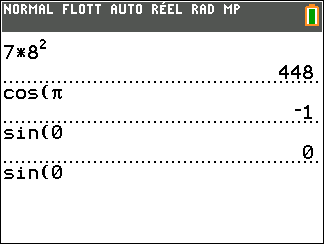 NORMAL FLOTT AUTO RÉEL RAD MP
7*8²
448
cos(π
-1
sin(0
0
sin(0